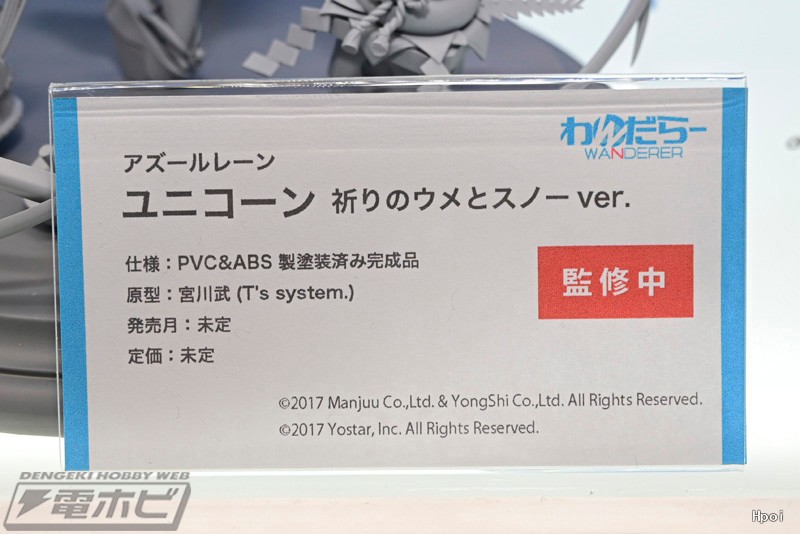 わんだらー
WANDERER
アズールレーン
ユニコーン 祈りのウメとスノー ver.
仕様：PVC&ABS 製塗装済み完成品
原型：宮川武 (T's system.)
発売月：未定
定価：未定
監修中
©2017 Manjuu Co.,Ltd. & YongShi Co.,Ltd. All Rights Reserved.
©2017 Yostar, Inc. All Rights Reserved.
DENGEKI HOBBY WEB
電ホビ
Hpoi